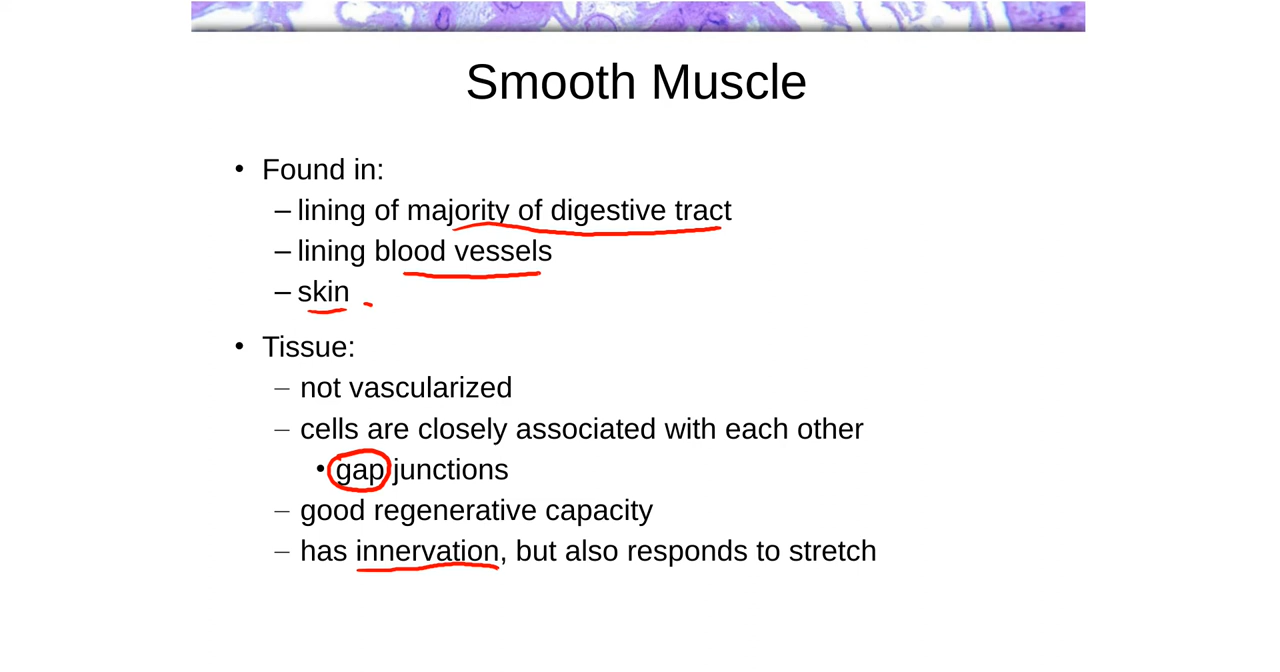 Smooth Muscle
• Found in:
– lining of majority of digestive tract
– lining blood vessels
– skin
• Tissue:
– not vascularized
– cells are closely associated with each other
• gap junctions
– good regenerative capacity
– has innervation, but also responds to stretch